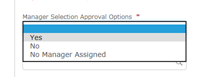 Manager Selection Approval Options *
Yes
No
No Manager Assigned